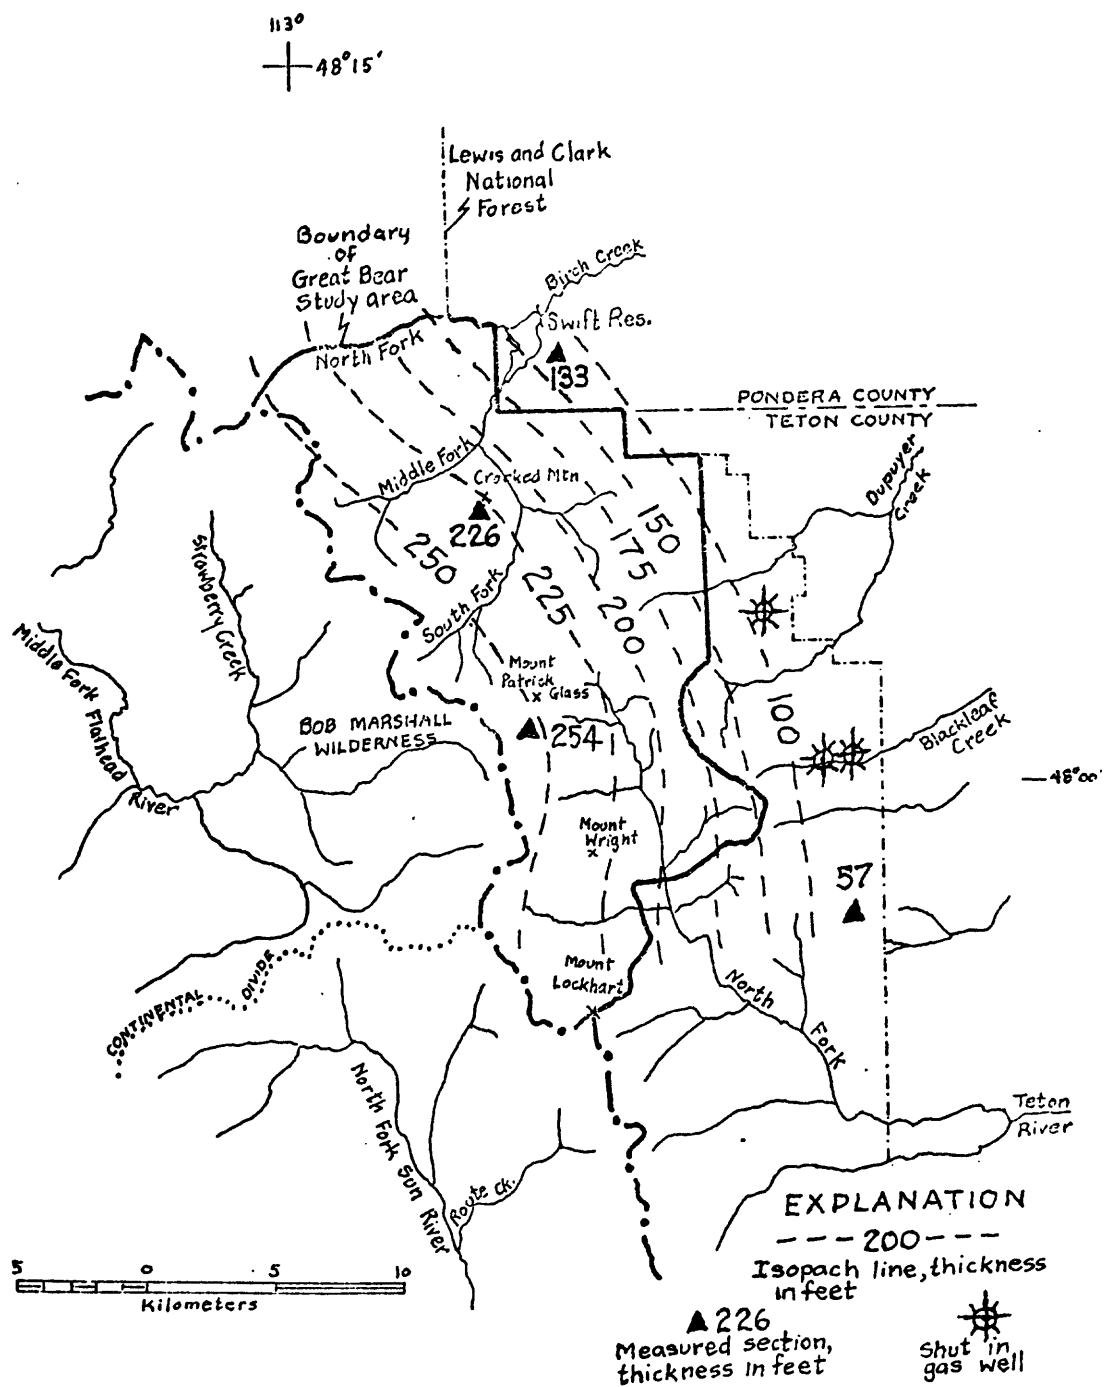 113°
48°15'
Lewis and Clark
National
Forest
Boundary
of
Great Bear
Study area
Birch Creek
Swift Res.
North Fork
133
PONDERA COUNTY
TETON COUNTY
Middle Fork
Crooked Mtn
Dupuyer
Creek
226
250
150
175
225
200
South Fork
Strawberry Creek
Middle Fork Flathead
River
Mount
Patrick
Glass
254
BOB MARSHALL
WILDERNESS
100
Blackleaf
Creek
48°00'
Mount
Wright
57
Mount
Lockhart
CONTINENTAL DIVIDE
North
Fork
North Fork Sun River
Route Ck.
Teton
River
EXPLANATION
200
Isopach line, thickness
in feet
226
Measured section,
thickness in feet
Shut in
gas well
5 0 5 10
Kilometers